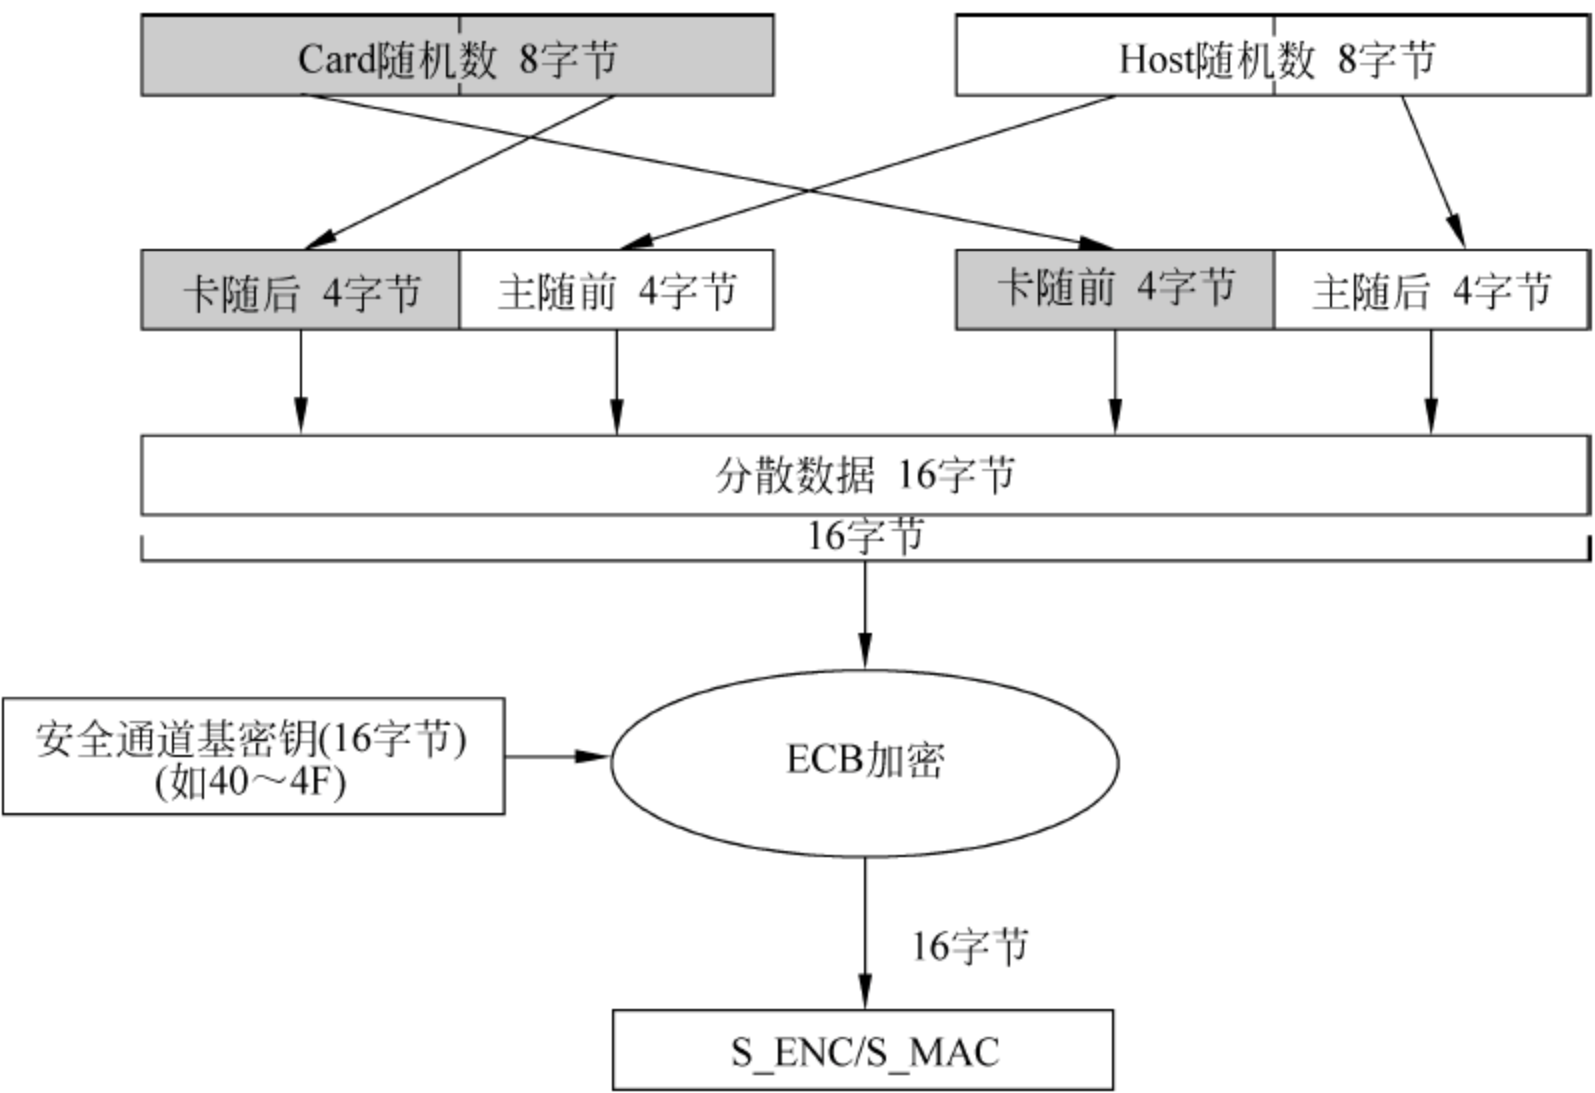 Card随机数 8字节
Host随机数 8字节
卡随后 4字节
主随前 4字节
卡随前 4字节
主随后 4字节
分散数据 16字节
16字节
安全通道基密钥(16字节)
(如40～4F)
ECB加密
16字节
S_ENC/S_MAC